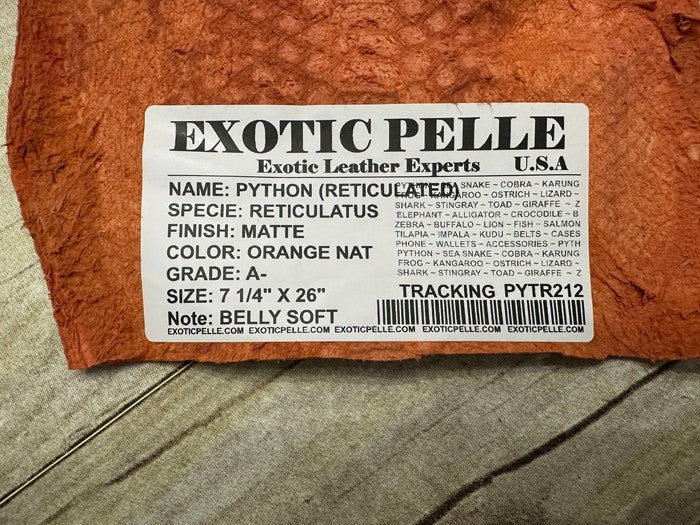 EXOTIC PELLE
Exotic Leather Experts U.S.A
NAME: PYTHON (RETICULATED)
SPECIE: RETICULATUS
FINISH: MATTE
COLOR: ORANGE NAT
GRADE: A-
SIZE: 7 1/4" X 26"
Note: BELLY SOFT
SEA SNAKE ~ COBRA ~ KARUNG
FROG ~ KANGAROO ~ OSTRICH ~ LIZARD ~
SHARK ~ STINGRAY ~ TOAD ~ GIRAFFE ~ Z
ELEPHANT ~ ALLIGATOR ~ CROCODILE ~ B
ZEBRA ~ BUFFALO ~ LION ~ FISH ~ SALMON
TILAPIA ~ IMPALA ~ KUDU ~ BELTS ~ CASES
PHONE ~ WALLETS ~ ACCESSORIES ~ PYTH
PYTHON ~ SEA SNAKE ~ COBRA ~ KARUNG
FROG ~ KANGAROO ~ OSTRICH ~ LIZARD ~
SHARK ~ STINGRAY ~ TOAD ~ GIRAFFE ~ Z
TRACKING PYTR212
EXOTICPELLE.COM EXOTICPELLE.COM EXOTICPELLE.COM EXOTICPELLE.COM EXOTICPELLE.COM